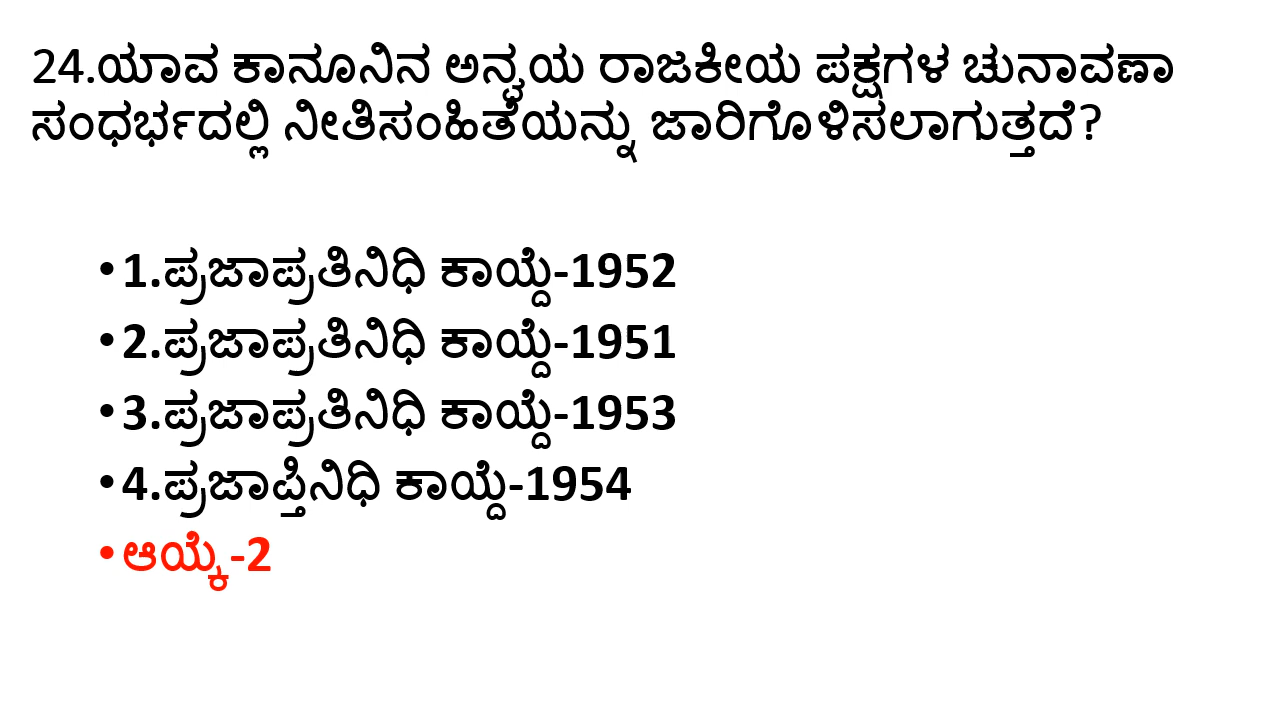 24.ಯಾವ ಕಾನೂನಿನ ಅನ್ವಯ ರಾಜಕೀಯ ಪಕ್ಷಗಳ ಚುನಾವಣಾ
ಸಂಧರ್ಭದಲ್ಲಿ ನೀತಿಸಂಹಿತೆಯನ್ನು ಜಾರಿಗೊಳಿಸಲಾಗುತ್ತದೆ?
•1.ಪ್ರಜಾಪ್ರತಿನಿಧಿ ಕಾಯ್ದೆ-1952
•2.ಪ್ರಜಾಪ್ರತಿನಿಧಿ ಕಾಯ್ದೆ-1951
•3.ಪ್ರಜಾಪ್ರತಿನಿಧಿ ಕಾಯ್ದೆ-1953
•4.ಪ್ರಜಾಪ್ತಿನಿಧಿ ಕಾಯ್ದೆ-1954
•ಆಯ್ಕೆ-2